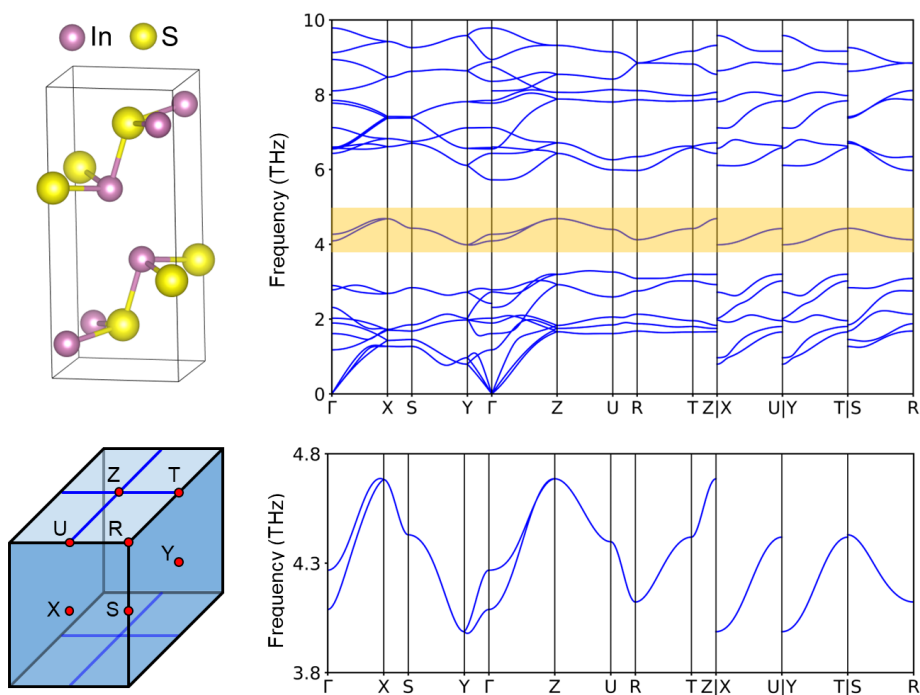 In S
Frequency (THz)
10
8
6
4
2
0
Γ X S Y Γ Z U R T Z|X U|Y T|S R
Z T
U R
Y
X S
Frequency (THz)
4.8
4.3
3.8
Γ X S Y Γ Z U R T Z|X U|Y T|S R